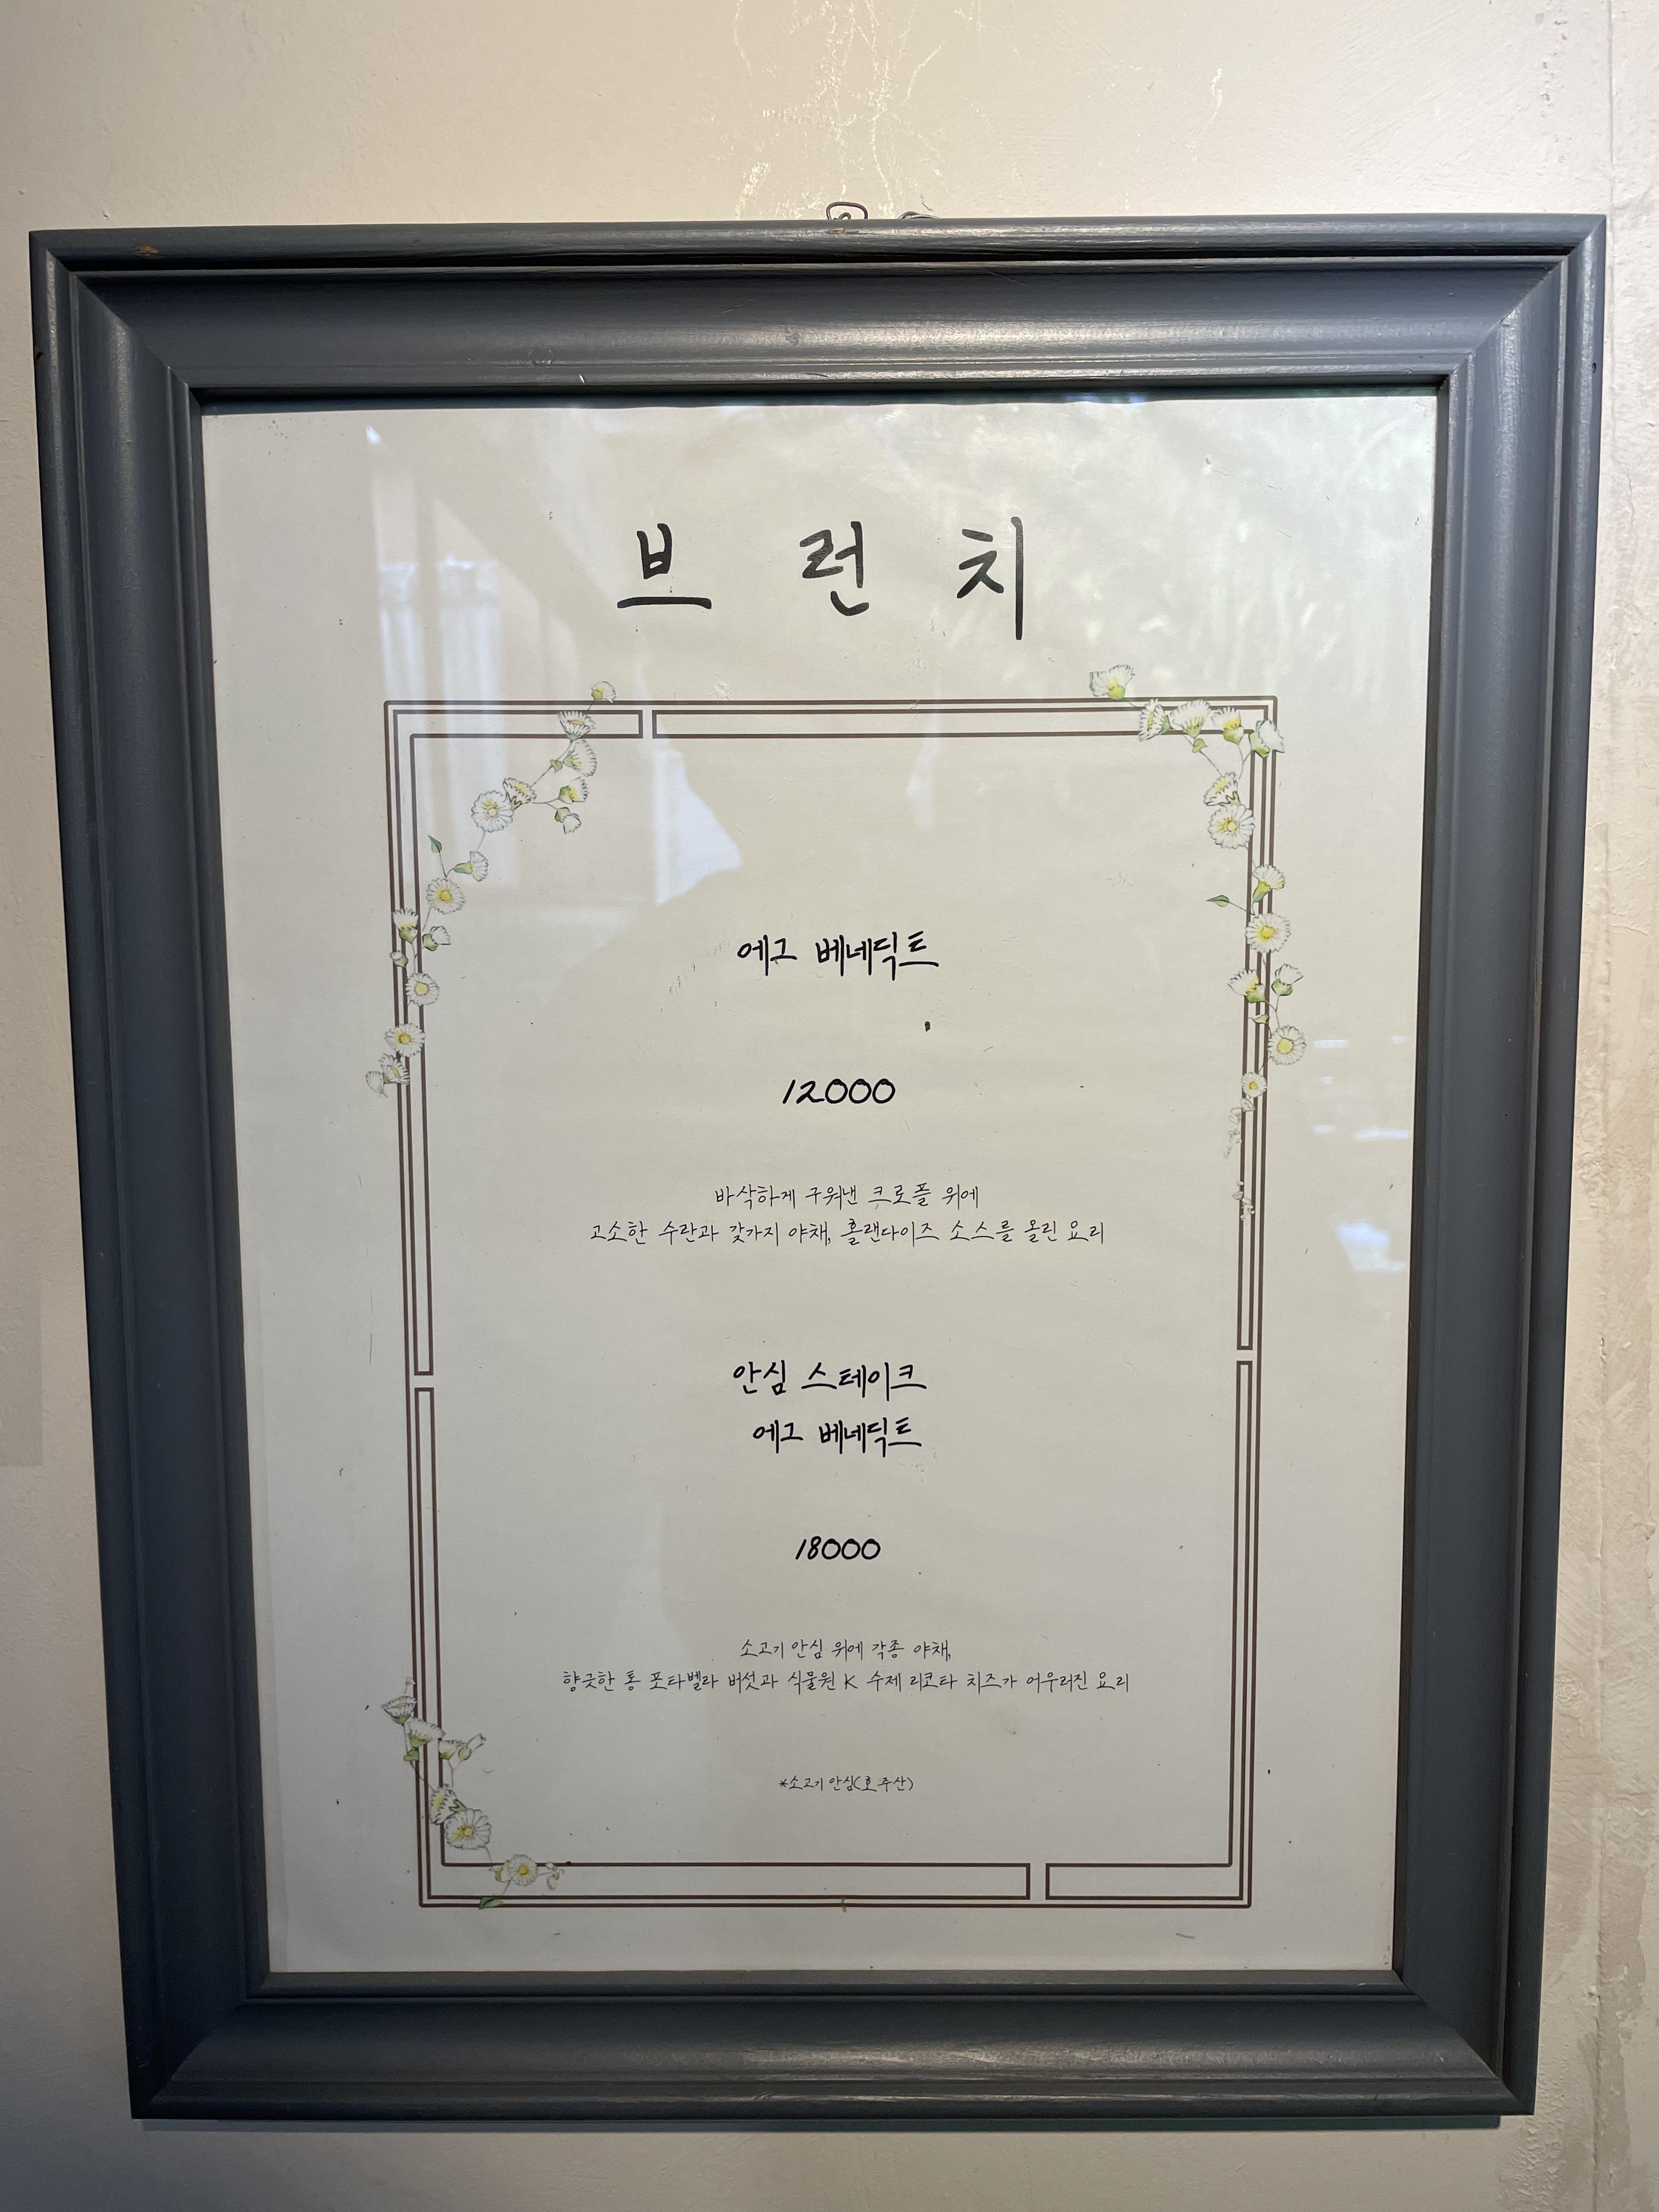 브런치
에그 베네딕트
12000
바삭하게 구워낸 크로플 위에
고소한 수란과 갖가지 야채, 홀랜다이즈 소스를 올린 요리
안심 스테이크
에그 베네딕트
18000
소고기 안심 위에 각종 야채,
향긋한 통 포타벨라 버섯과 식물원 K 수제 리코타 치즈가 어우러진 요리
*소고기 안심(호주산)